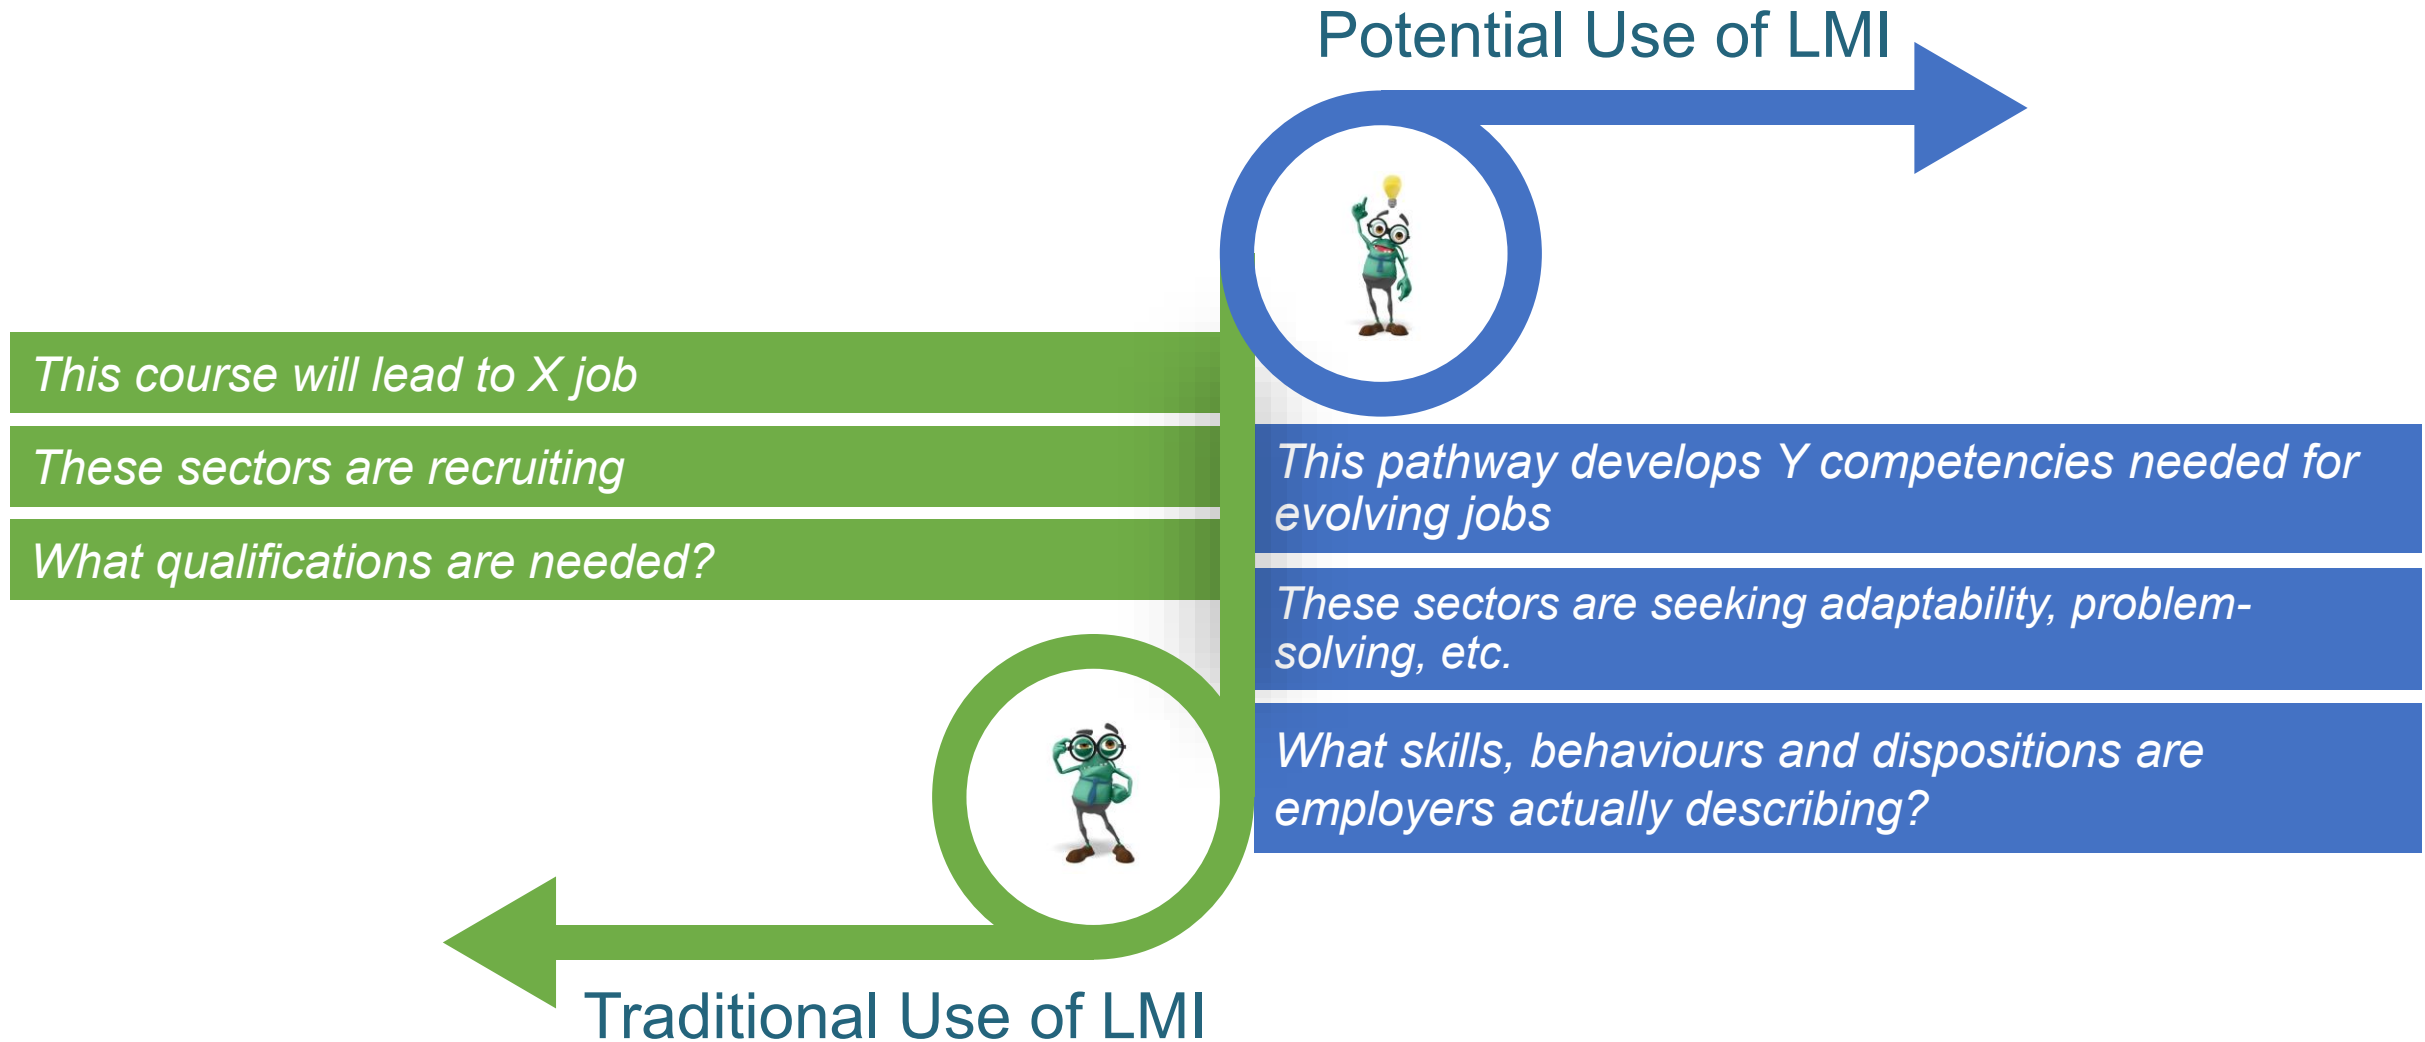 Potential Use of LMI
This course will lead to X job
These sectors are recruiting
What qualifications are needed?
This pathway develops Y competencies needed for
evolving jobs
These sectors are seeking adaptability, problem-
solving, etc.
What skills, behaviours and dispositions are
employers actually describing?
Traditional Use of LMI